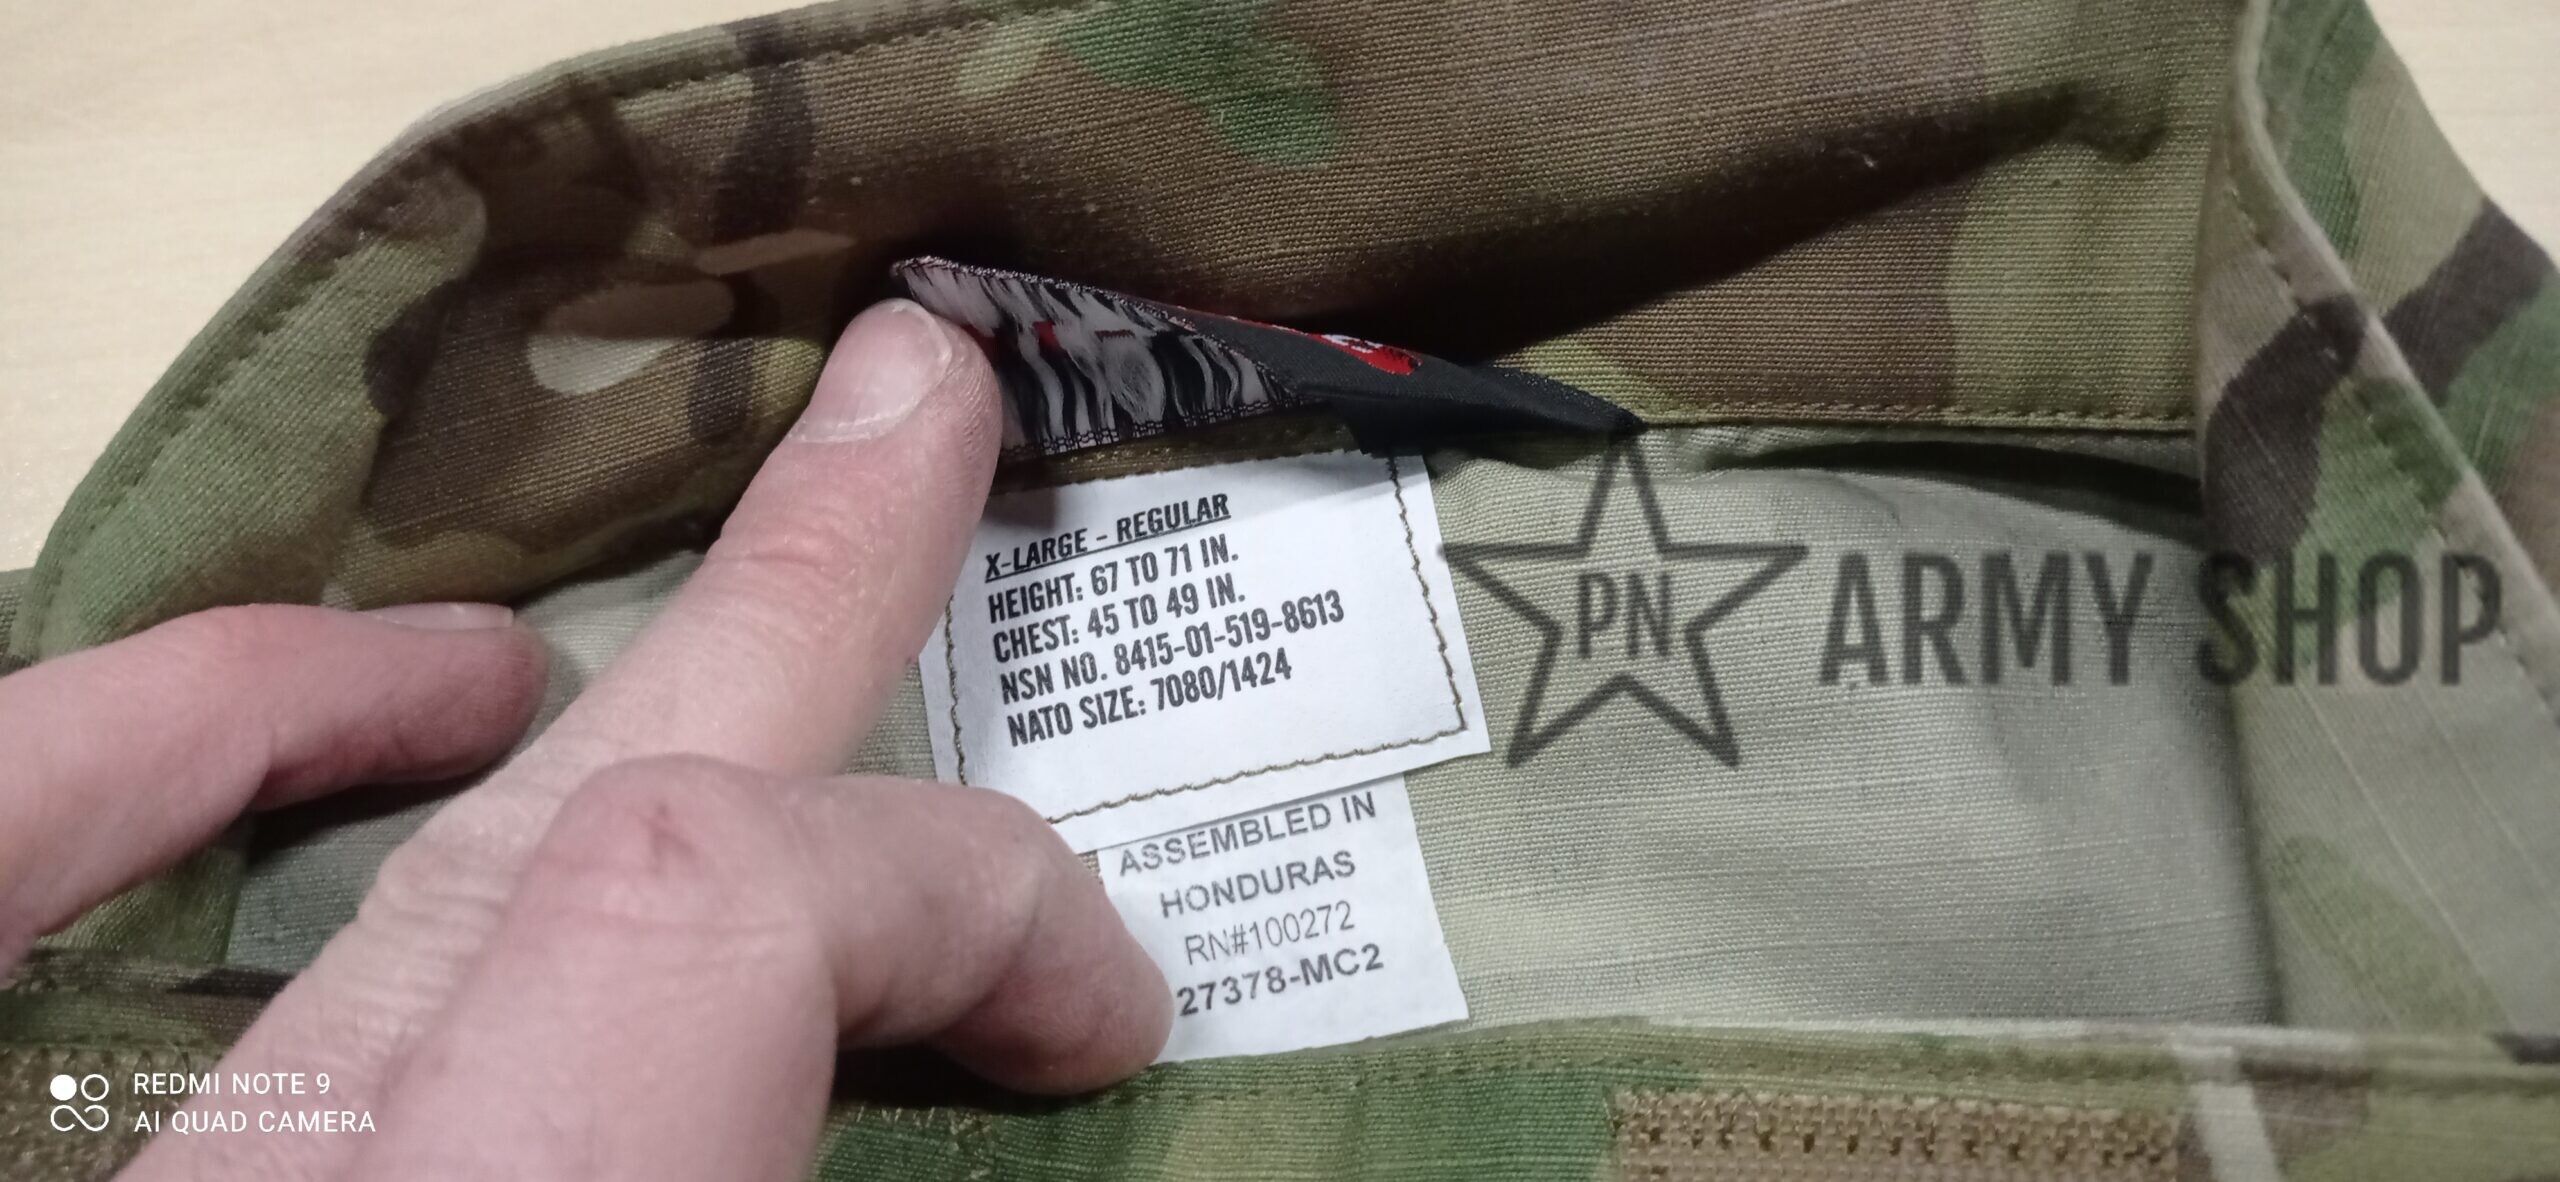 X-LARGE - REGULAR
HEIGHT: 67 TO 71 IN.
CHEST: 45 TO 49 IN.
NSN NO. 8415-01-519-8613
NATO SIZE: 7080/1424
ASSEMBLED IN
HONDURAS
RN#100272
27378-MC2
PN ARMY SHOP
REDMI NOTE 9
AI QUAD CAMERA